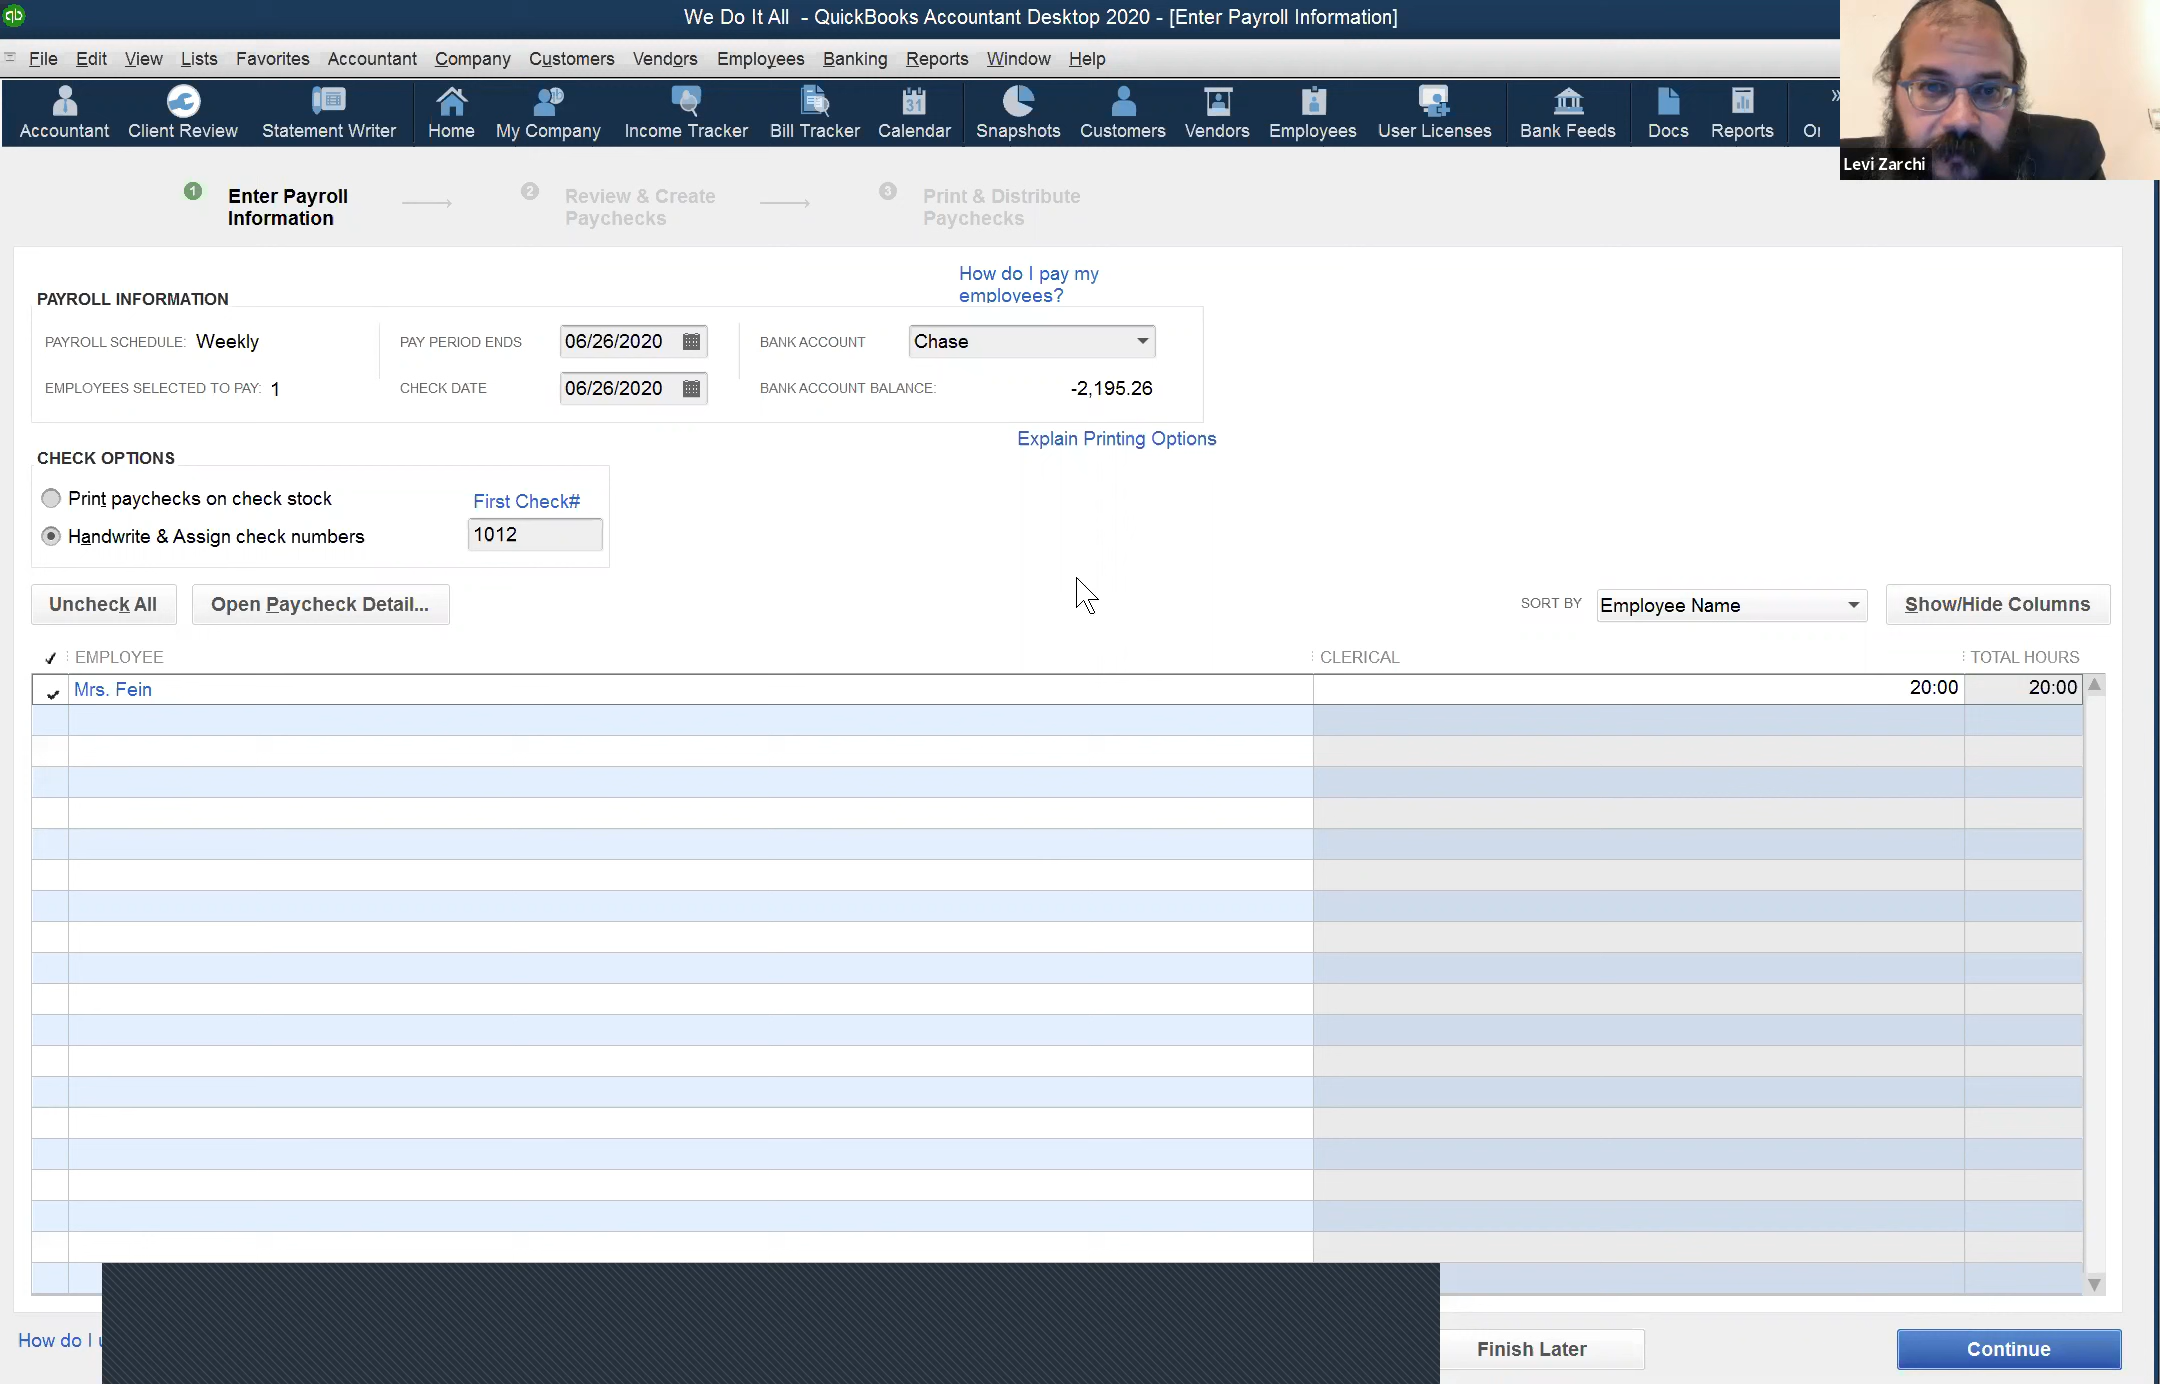 We Do It All - QuickBooks Accountant Desktop 2020 - [Enter Payroll Information]
File Edit View Lists Favorites Accountant Company Customers Vendors Employees Banking Reports Window Help
Accountant Client Review Statement Writer Home My Company Income Tracker Bill Tracker Calendar Snapshots Customers Vendors Employees User Licenses Bank Feeds Docs Reports
31
Levi Zarchi
1 Enter Payroll Information
2 Review & Create Paychecks
3 Print & Distribute Paychecks
How do I pay my
employees?
PAYROLL INFORMATION
PAYROLL SCHEDULE: Weekly PAY PERIOD ENDS 06/26/2020 BANK ACCOUNT Chase
EMPLOYEES SELECTED TO PAY: 1 CHECK DATE 06/26/2020 BANK ACCOUNT BALANCE: -2,195.26
Explain Printing Options
CHECK OPTIONS
Print paychecks on check stock First Check#
Handwrite & Assign check numbers 1012
Uncheck All Open Paycheck Detail... SORT BY Employee Name Show/Hide Columns
EMPLOYEE CLERICAL TOTAL HOURS
Mrs. Fein 20:00 20:00
How do I
Finish Later Continue